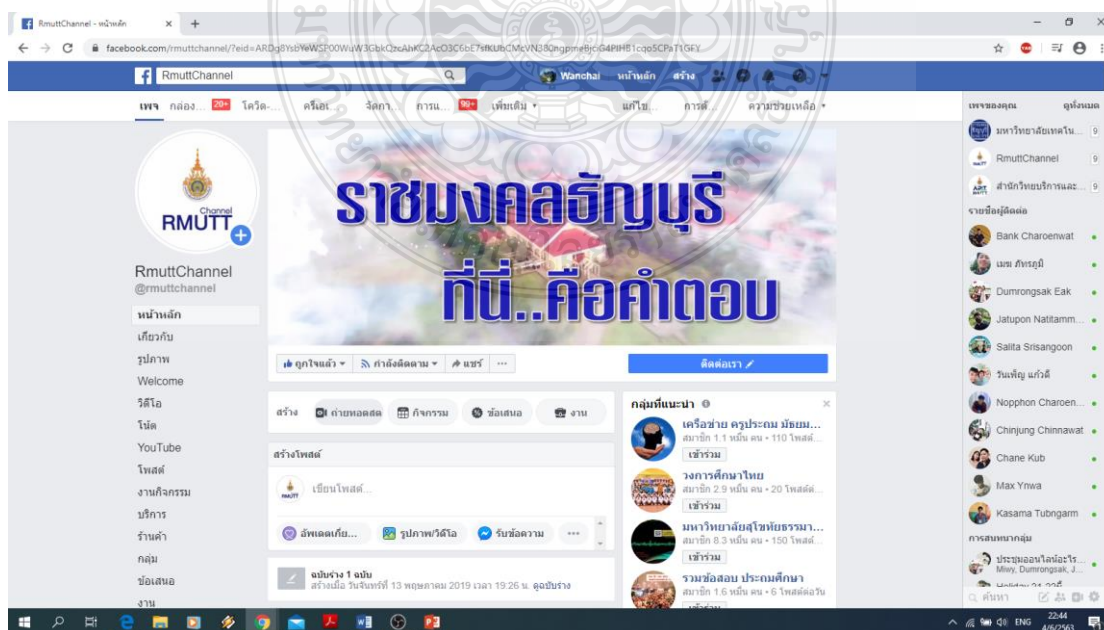 RmuttChannel - หน้าหลัก
facebook.com/rmuttchannel/?eid=
RmuttChannel
Wanchai หน้าหลัก สร้าง
เพจ กล่อง... 20+ โควิด-... ครีเอเ... จัดกา... การแ... 99+ เพิ่มเติม แก้ไข... การตั้... ความช่วยเหลือ
ราชมงคลธัญบุรี
ที่นี่..คือคำตอบ
Channel
RMUTT
RmuttChannel
@rmuttchannel
หน้าหลัก
เกี่ยวกับ
รูปภาพ
Welcome
วิดีโอ
โน้ต
YouTube
โพสต์
งานกิจกรรม
บริการ
ร้านค้า
กลุ่ม
ข้อเสนอ
งาน
ถูกใจแล้ว กำลังติดตาม แชร์ ...
ติดต่อเรา
สร้าง ถ่ายทอดสด กิจกรรม ข้อเสนอ งาน
สร้างโพสต์
เขียนโพสต์...
อัพเดตเกี่ย... รูปภาพ/วิดีโอ รับข้อความ ...
ฉบับร่าง 1 ฉบับ
สร้างเมื่อ วันจันทร์ที่ 13 พฤษภาคม 2019 เวลา 19:26 น. ดูฉบับร่าง
กลุ่มที่แนะนำ
เครือข่าย ครูประถม มัธยม...
สมาชิก 1.1 หมื่น คน • 110 โพสต์...
เข้าร่วม
วงการศึกษาไทย
สมาชิก 2.9 หมื่น คน • 20 โพสต์ต่...
เข้าร่วม
มหาวิทยาลัยสุโขทัยธรรมา...
สมาชิก 8.3 หมื่น คน • 150 โพสต์...
เข้าร่วม
รวมข้อสอบ ประถมศึกษา
สมาชิก 1.6 หมื่น คน • 6 โพสต์ต่อวัน
เข้าร่วม
เพจของคุณ ดูทั้งหมด
มหาวิทยาลัยเทคโน... 9
RmuttChannel 9
สำนักวิทยบริการและ... 9
รายชื่อผู้ติดต่อ
Bank Charoenwat
เมฆ ภัทรภูมิ
Dumrongsak Eak
Jatupon Natitamm...
Salita Srisangoon
วันเพ็ญ แก้วดี
Nopphon Charoen...
Chinjung Chinnawat
Chane Kub
Max Ynwa
Kasama Tubngarm
การสนทนากลุ่ม
ประชุมออนไลน์อะไร...
Miwy, Dumrongsak, J...
ค้นหา
ENG 22:44
4/6/2563